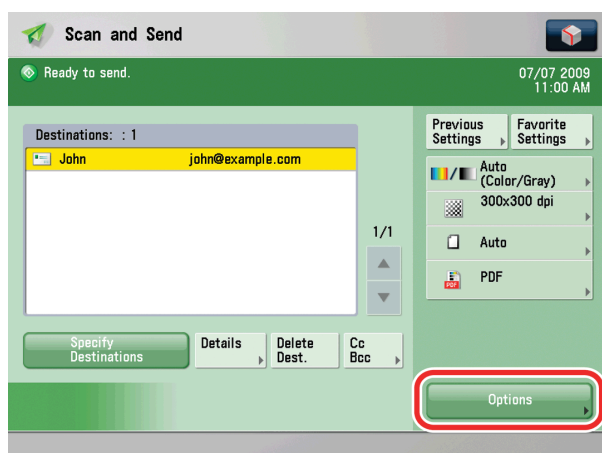 Scan and Send
Ready to send.
07/07 2009
11:00 AM
Destinations: : 1
John john@example.com
1/1
Specify
Destinations
Details
Delete
Dest.
Cc
Bcc
Previous
Settings
Favorite
Settings
Auto
(Color/Gray)
300x300 dpi
Auto
PDF
PDF
Options